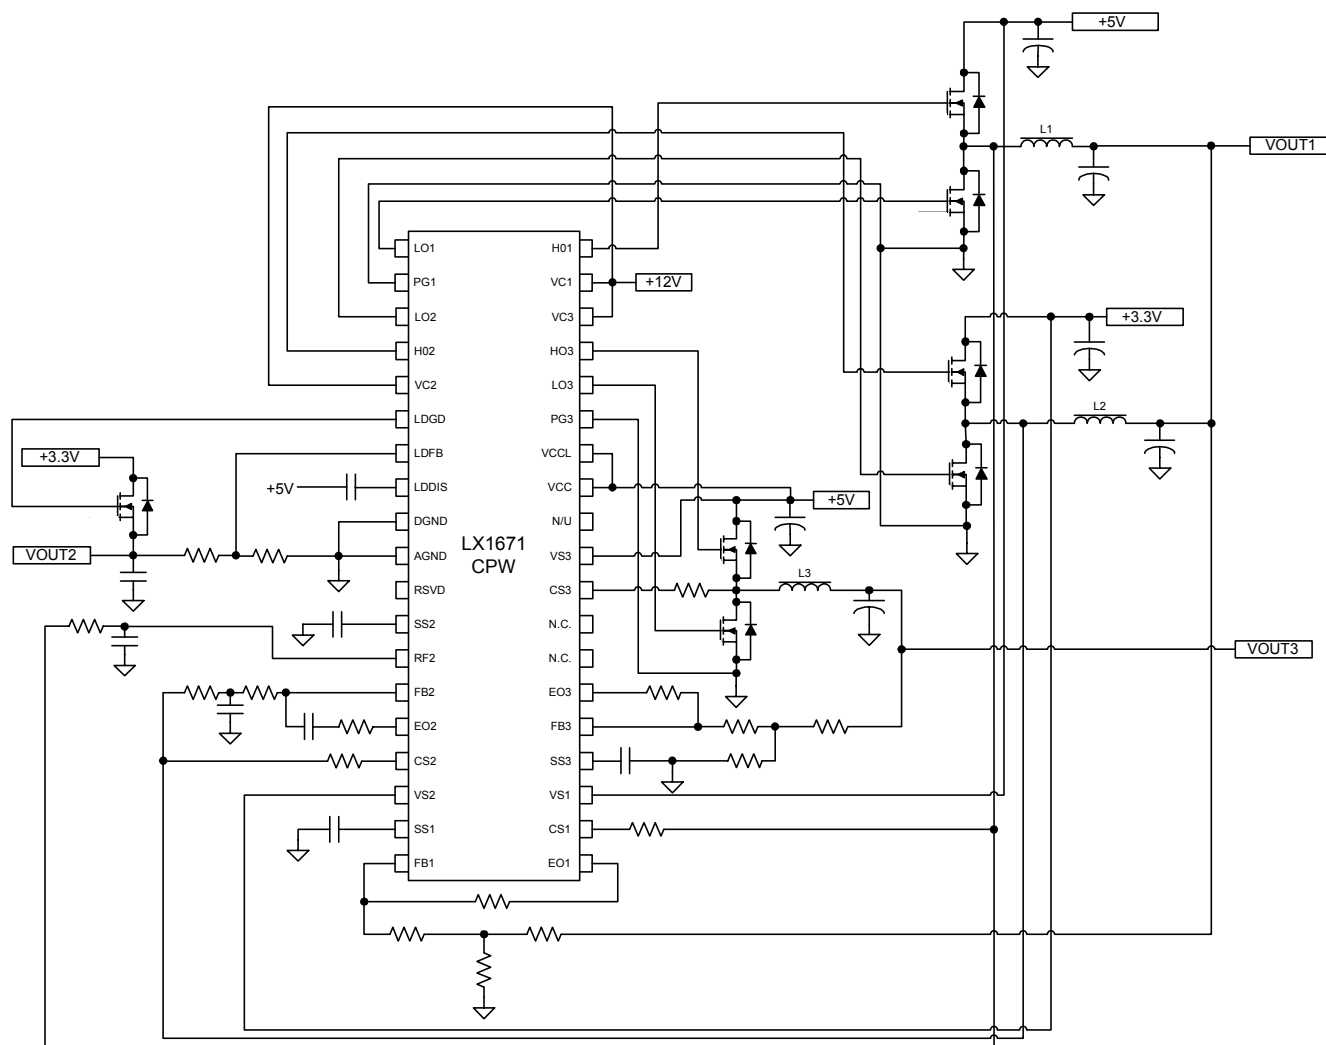 +5V
L1
VOUT1
LO1
H01
PG1
VC1
+12V
LO2
VC3
+3.3V
H02
HO3
VC2
LO3
L2
LDGD
PG3
+3.3V
LDFB
VCCL
+5V
LDDIS
VCC
+5V
DGND
N/U
LX1671
CPW
VOUT2
AGND
VS3
L3
RSVD
CS3
SS2
N.C.
VOUT3
RF2
N.C.
FB2
EO3
EO2
FB3
CS2
SS3
VS2
VS1
SS1
CS1
FB1
EO1